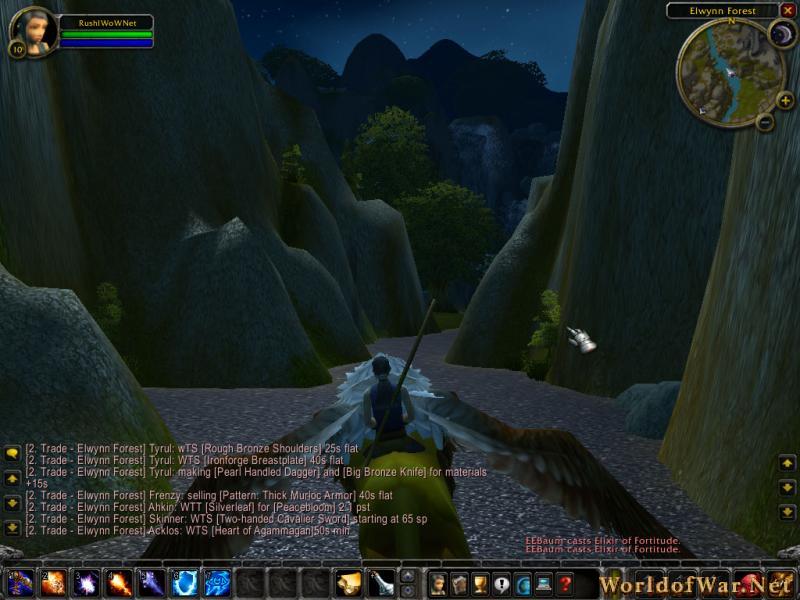 RushIWoWNet
10
Elwynn Forest
N
[2. Trade - Elwynn Forest] Tyrul: wTS [Rough Bronze Shoulders] 25s flat
[2. Trade - Elwynn Forest] Tyrul: WTS [Ironforge Breastplate] 40s flat
[2. Trade - Elwynn Forest] Tyrul: making [Pearl Handled Dagger] and [Big Bronze Knife] for materials
+15s
[2. Trade - Elwynn Forest] Frenzy: selling [Pattern: Thick Murloc Armor] 40s flat
[2. Trade - Elwynn Forest] Ahkin: WTT [Silverleaf] for [Peacebloom] 2:1 pst
[2. Trade - Elwynn Forest] Skinner: WTS [Two-handed Cavalier Sword] starting at 65 sp
[2. Trade - Elwynn Forest] Acklos: WTS [Heart of Agammagan]50s min
EEBaum casts Elixir of Fortitude.
EEBaum casts Elixir of Fortitude.
WorldofWar.Net